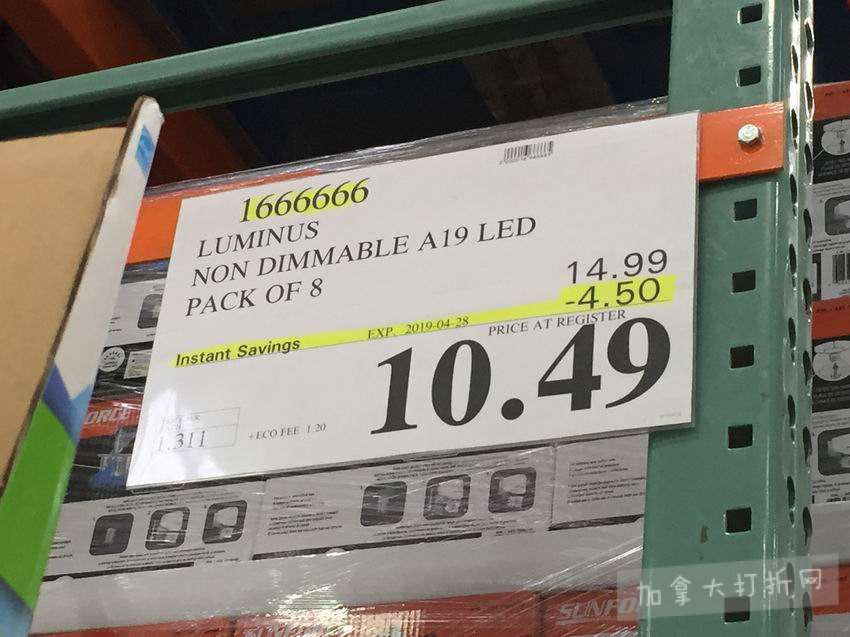 1666666
LUMINUS
NON DIMMABLE A19 LED
PACK OF 8
14.99
-4.50
Instant Savings EXP. 2019-04-28 PRICE AT REGISTER
10.49
1.311
+ECO FEE 1.20
SUNFO
加拿大打折网